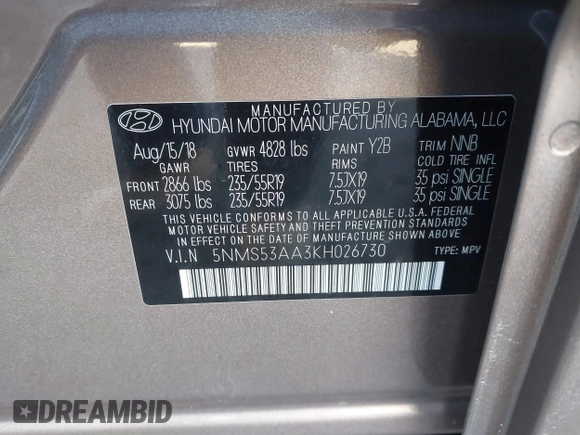 MANUFACTURED BY
HYUNDAI MOTOR MANUFACTURING ALABAMA, LLC
Aug/15/18 GVWR 4828 lbs PAINT Y2B TRIM NNB
GAWR TIRES RIMS COLD TIRE INFL
FRONT 2866 lbs 235/55R19 7.5JX19 35 psi SINGLE
REAR 3075 lbs 235/55R19 7.5JX19 35 psi SINGLE
THIS VEHICLE CONFORMS TO ALL APPLICABLE U.S.A. FEDERAL
MOTOR VEHICLE SAFETY AND THEFT PREVENTION STANDARDS
IN EFFECT ON THE DATE OF MANUFACTURE SHOWN ABOVE.
V.I.N 5NMS53AA3KH026730 TYPE: MPV
DREAMBID